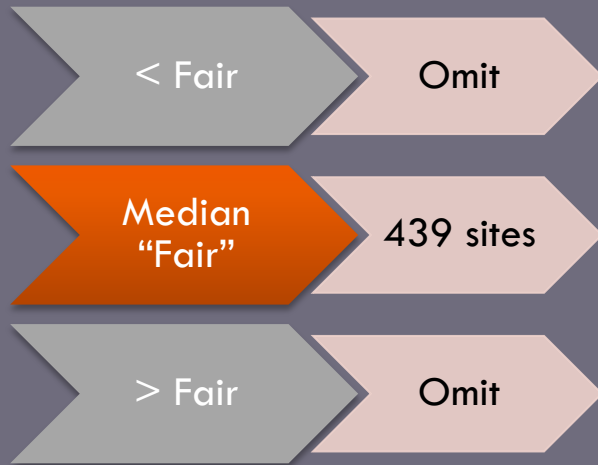 < Fair
Omit
Median
“Fair”
439 sites
> Fair
Omit